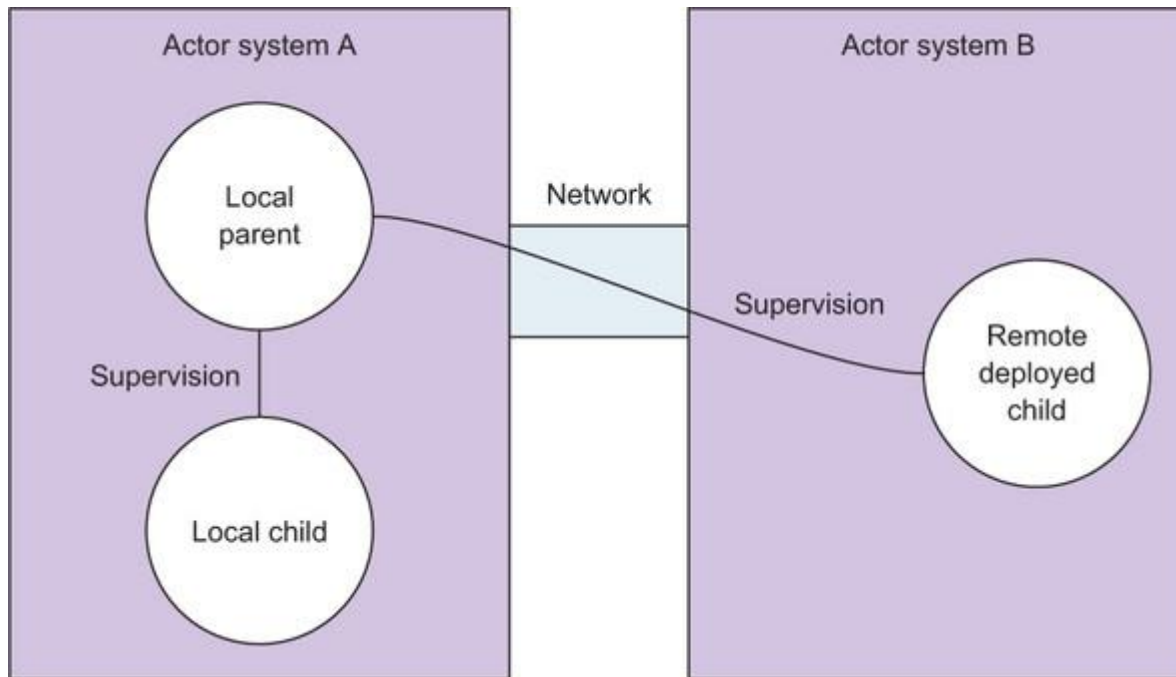 Actor system A
Actor system B
Local
parent
Network
Supervision
Supervision
Remote
deployed
child
Local child